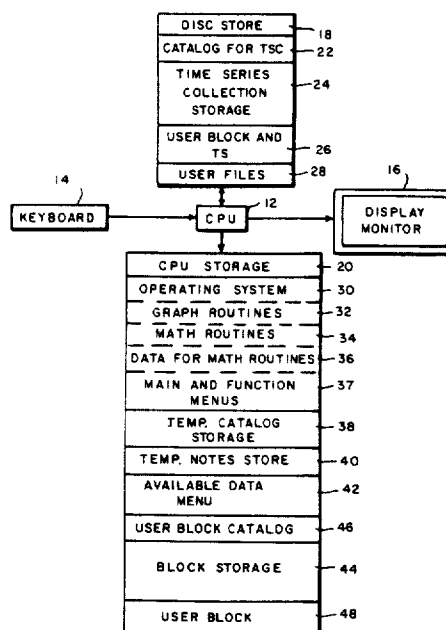 DISC STORE 18
CATALOG FOR TSC 22
TIME SERIES 24
COLLECTION
STORAGE
USER BLOCK AND
TS 26
USER FILES 28
14
16
KEYBOARD
CPU 12
DISPLAY
MONITOR
CPU STORAGE 20
OPERATING SYSTEM 30
GRAPH ROUTINES 32
MATH ROUTINES 34
DATA FOR MATH ROUTINES 36
MAIN AND FUNCTION 37
MENUS
TEMP. CATALOG 38
STORAGE
TEMP. NOTES STORE 40
AVAILABLE DATA 42
MENU
USER BLOCK CATALOG 46
BLOCK STORAGE 44
USER BLOCK 48